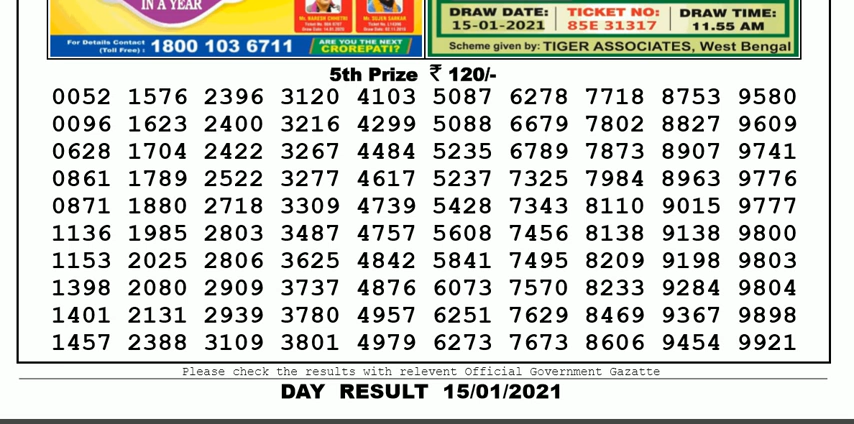 IN A YEAR
For Details Contact (Toll Free) : 1800 103 6711
ARE YOU THE NEXT
CROREPATI?
DRAW DATE: TICKET NO: DRAW TIME:
15-01-2021 85E 31317 11.55 AM
Scheme given by: TIGER ASSOCIATES, West Bengal
5th Prize ₹ 120/-
0052 1576 2396 3120 4103 5087 6278 7718 8753 9580
0096 1623 2400 3216 4299 5088 6679 7802 8827 9609
0628 1704 2422 3267 4484 5235 6789 7873 8907 9741
0861 1789 2522 3277 4617 5237 7325 7984 8963 9776
0871 1880 2718 3309 4739 5428 7343 8110 9015 9777
1136 1985 2803 3487 4757 5608 7456 8138 9138 9800
1153 2025 2806 3625 4842 5841 7495 8209 9198 9803
1398 2080 2909 3737 4876 6073 7570 8233 9284 9804
1401 2131 2939 3780 4957 6251 7629 8469 9367 9898
1457 2388 3109 3801 4979 6273 7673 8606 9454 9921
Please check the results with relevent Official Government Gazatte
DAY RESULT 15/01/2021